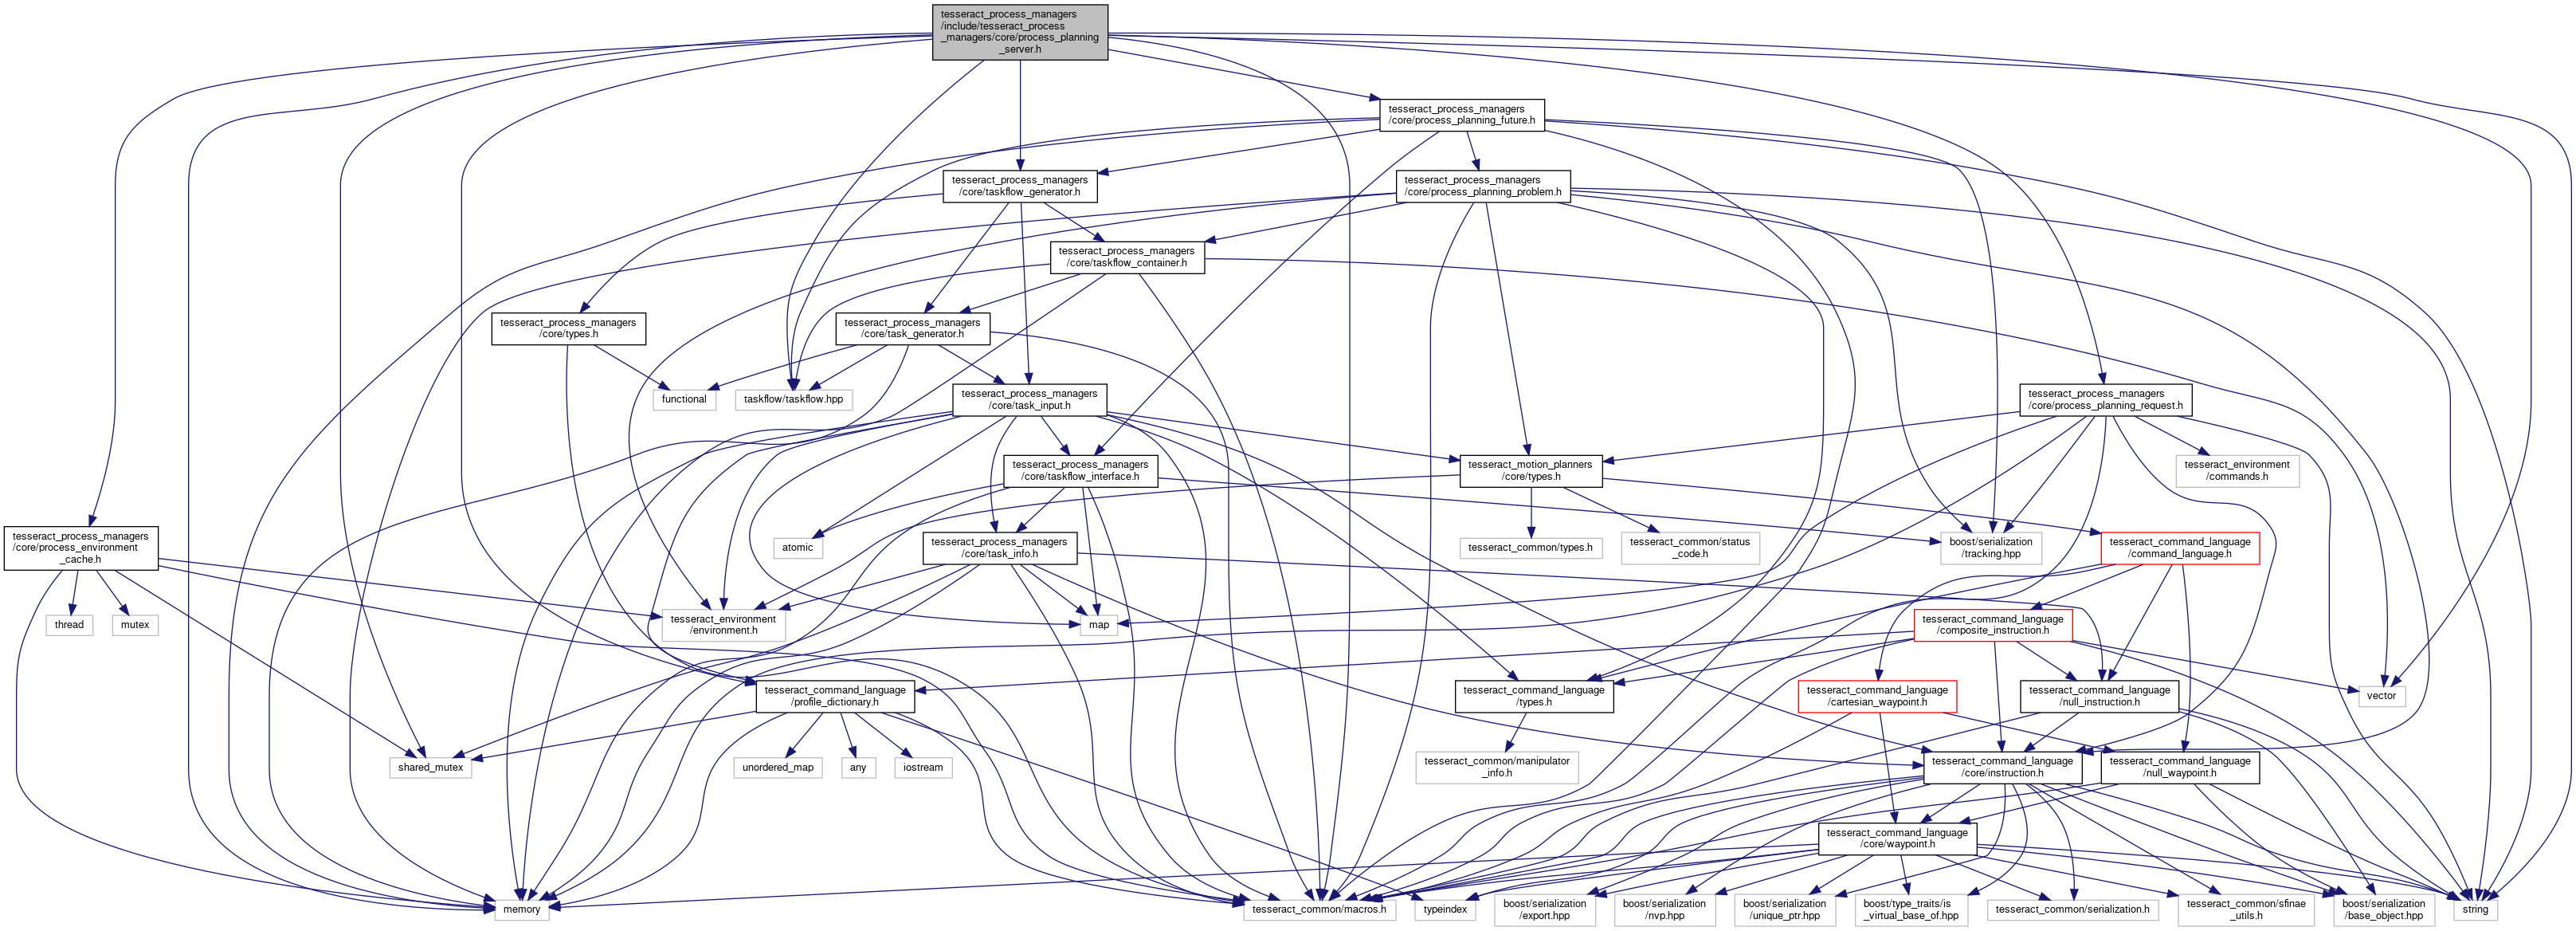 tesseract_process_managers
/include/tesseract_process
_managers/core/process_planning
_server.h
tesseract_process_managers
/core/process_planning_future.h
tesseract_process_managers
/core/taskflow_generator.h
tesseract_process_managers
/core/process_planning_problem.h
tesseract_process_managers
/core/taskflow_container.h
tesseract_process_managers
/core/types.h
tesseract_process_managers
/core/task_generator.h
functional
taskflow/taskflow.hpp
tesseract_process_managers
/core/task_input.h
tesseract_process_managers
/core/process_planning_request.h
tesseract_process_managers
/core/taskflow_interface.h
tesseract_motion_planners
/core/types.h
tesseract_environment
/commands.h
tesseract_process_managers
/core/process_environment
_cache.h
atomic
tesseract_process_managers
/core/task_info.h
tesseract_common/types.h
tesseract_common/status
_code.h
boost/serialization
/tracking.hpp
tesseract_command_language
/command_language.h
thread
mutex
tesseract_environment
/environment.h
map
tesseract_command_language
/composite_instruction.h
tesseract_command_language
/profile_dictionary.h
tesseract_command_language
/types.h
tesseract_command_language
/cartesian_waypoint.h
tesseract_command_language
/null_instruction.h
vector
shared_mutex
unordered_map
any
iostream
tesseract_common/manipulator
_info.h
tesseract_command_language
/core/instruction.h
tesseract_command_language
/null_waypoint.h
tesseract_command_language
/core/waypoint.h
memory
tesseract_common/macros.h
typeindex
boost/serialization
/export.hpp
boost/serialization
/nvp.hpp
boost/serialization
/unique_ptr.hpp
boost/type_traits/is
_virtual_base_of.hpp
tesseract_common/serialization.h
tesseract_common/sfinae
_utils.h
boost/serialization
/base_object.hpp
string